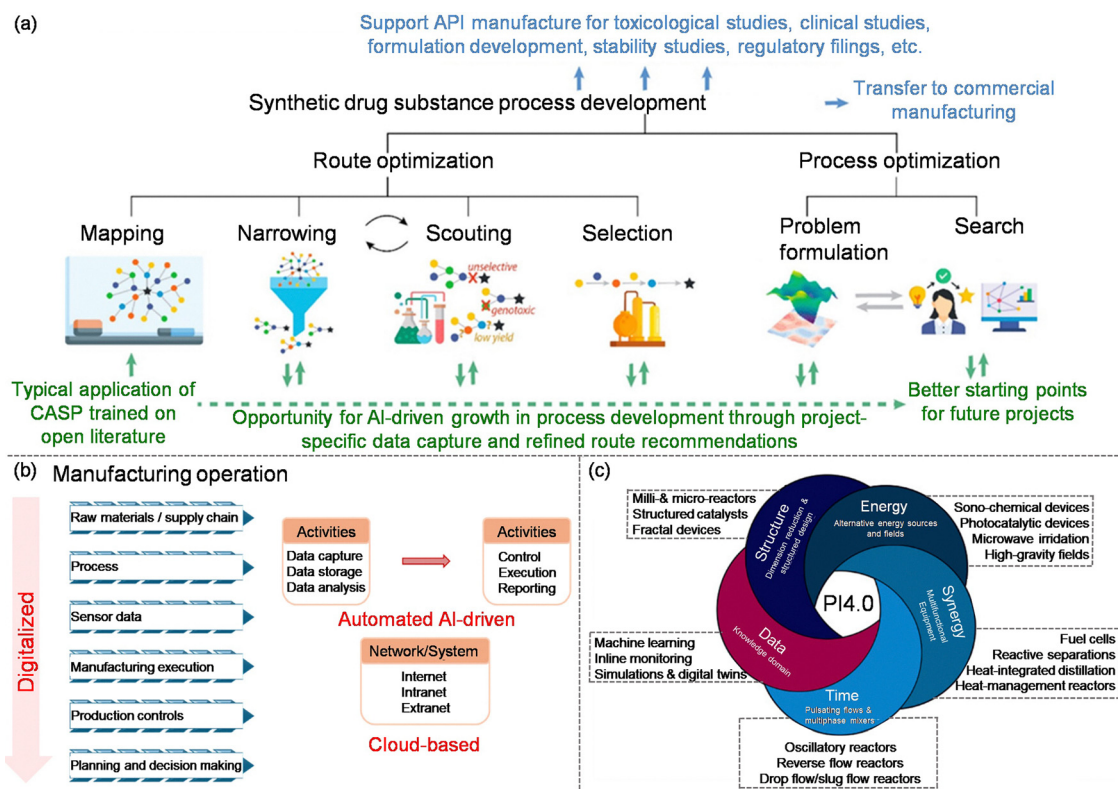 (a)
Support API manufacture for toxicological studies, clinical studies,
formulation development, stability studies, regulatory filings, etc.
Synthetic drug substance process development
Transfer to commercial
manufacturing
Route optimization
Process optimization
Mapping
Narrowing
Scouting
Selection
Problem
formulation
Search
unselective
genotoxic
?
?
low yield
Typical application of
CASP trained on
open literature
Opportunity for AI-driven growth in process development through project-
specific data capture and refined route recommendations
Better starting points
for future projects
(b)
Manufacturing operation
Digitalized
Raw materials / supply chain
Process
Sensor data
Manufacturing execution
Production controls
Planning and decision making
Activities
Data capture
Data storage
Data analysis
Activities
Control
Execution
Reporting
Automated AI-driven
Network/System
Internet
Intranet
Extranet
Cloud-based
(c)
Milli-& micro-reactors
Structured catalysts
Fractal devices
Structure
Dimension reduction &
structured design
Energy
Alternative energy sources
and fields
Sono-chemical devices
Photocatalytic devices
Microwave irridation
High-gravity fields
PI4.0
Synergy
Multifunctional
Equipment
Machine learning
Inline monitoring
Simulations & digital twins
Data
Knowledge domain
Fuel cells
Reactive separations
Heat-integrated distillation
Heat-management reactors
Time
Pulsating flows &
multiphase mixers
Oscillatory reactors
Reverse flow reactors
Drop flow/slug flow reactors